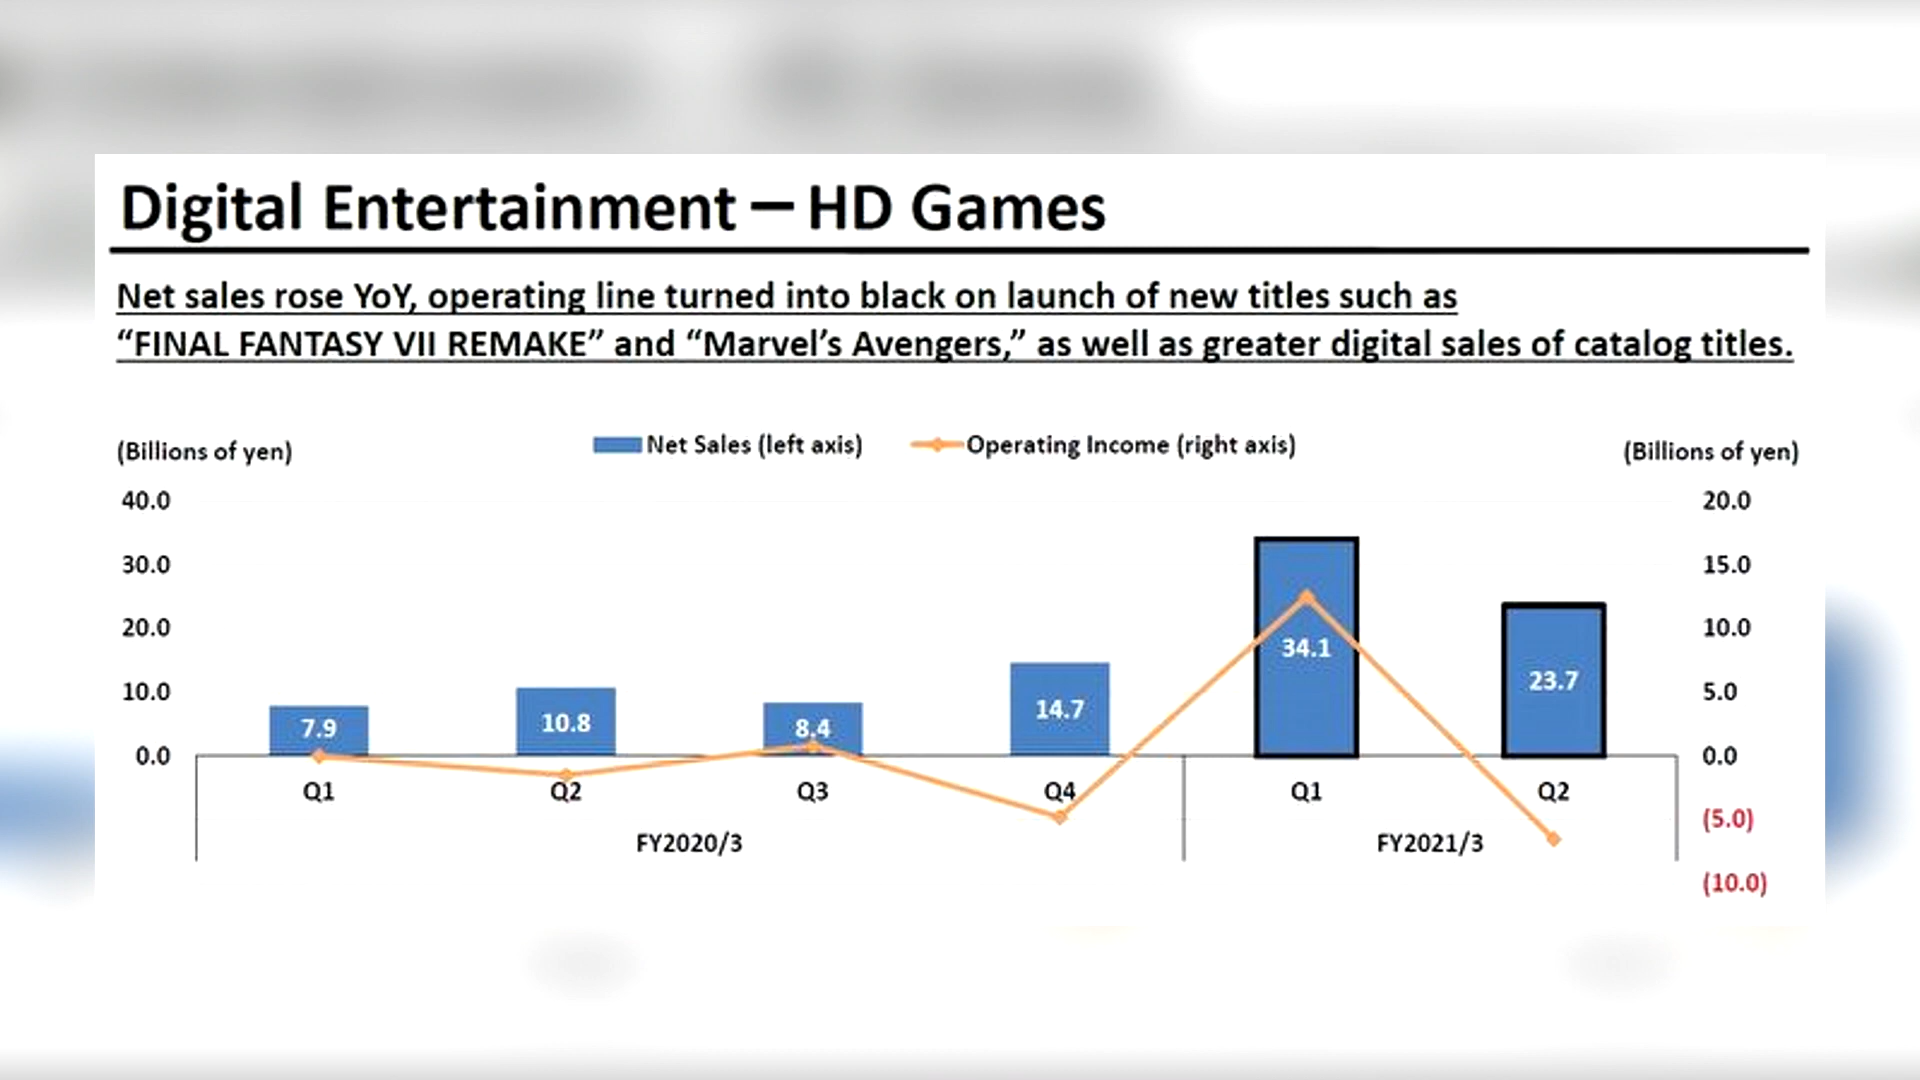 Digital Entertainment — HD Games
Net sales rose YoY, operating line turned into black on launch of new titles such as
“FINAL FANTASY VII REMAKE” and “Marvel’s Avengers,” as well as greater digital sales of catalog titles.
(Billions of yen)
Net Sales (left axis)
Operating Income (right axis)
(Billions of yen)
40.0
30.0
20.0
10.0
0.0
20.0
15.0
10.0
5.0
0.0
(5.0)
(10.0)
7.9
10.8
8.4
14.7
34.1
23.7
Q1
Q2
Q3
Q4
Q1
Q2
FY2020/3
FY2021/3